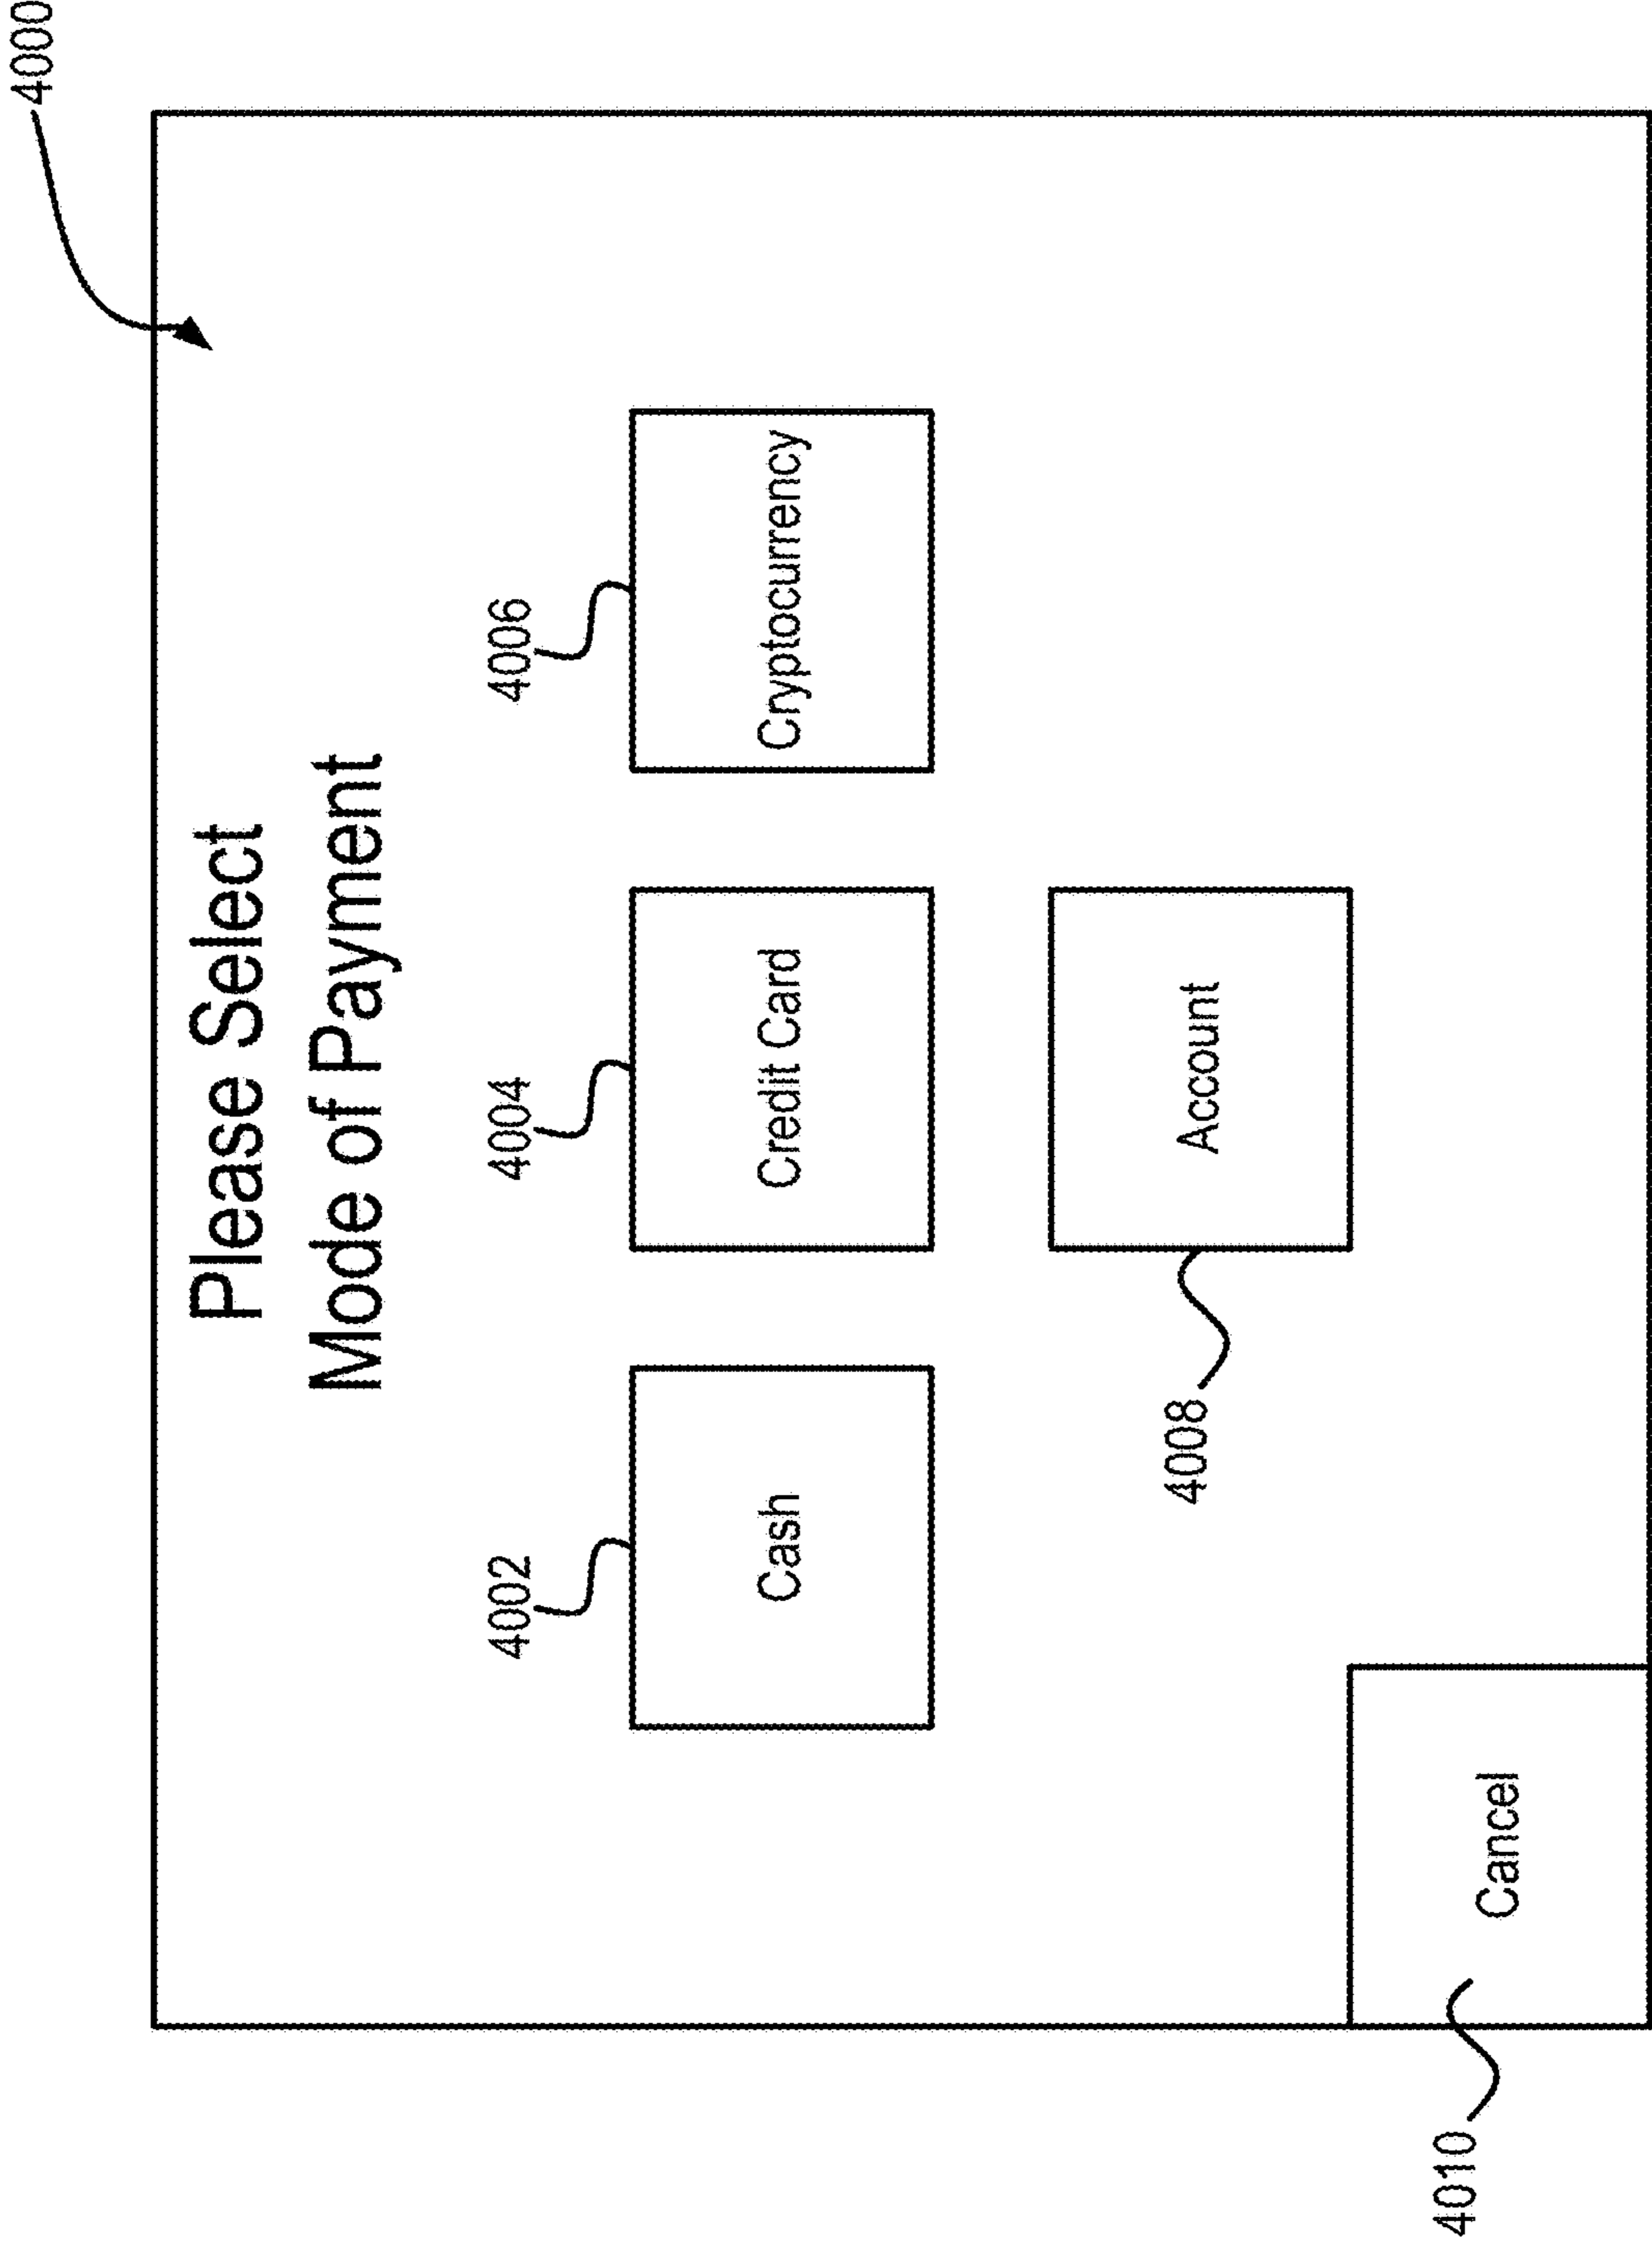 4000
Please Select
Mode of Payment
4002
4004
4006
Cash
Credit Card
Cryptocurrency
4008
Account
4010
Cancel